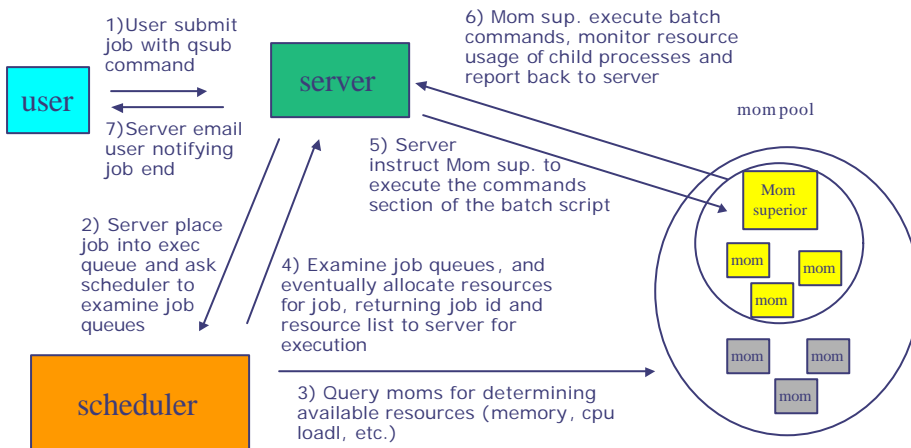 1)User submit
job with qsub
command
user
7)Server email
user notifying
job end
server
6) Mom sup. execute batch
commands, monitor resource
usage of child processes and
report back to server
mom pool
5) Server
instruct Mom sup. to
execute the commands
section of the batch script
Mom
superior
mom
mom
mom
2) Server place
job into exec
queue and ask
scheduler to
examine job
queues
4) Examine job queues, and
eventually allocate resources
for job, returning job id and
resource list to server for
execution
mom
mom
mom
scheduler
3) Query moms for determining
available resources (memory, cpu
loadl, etc.)